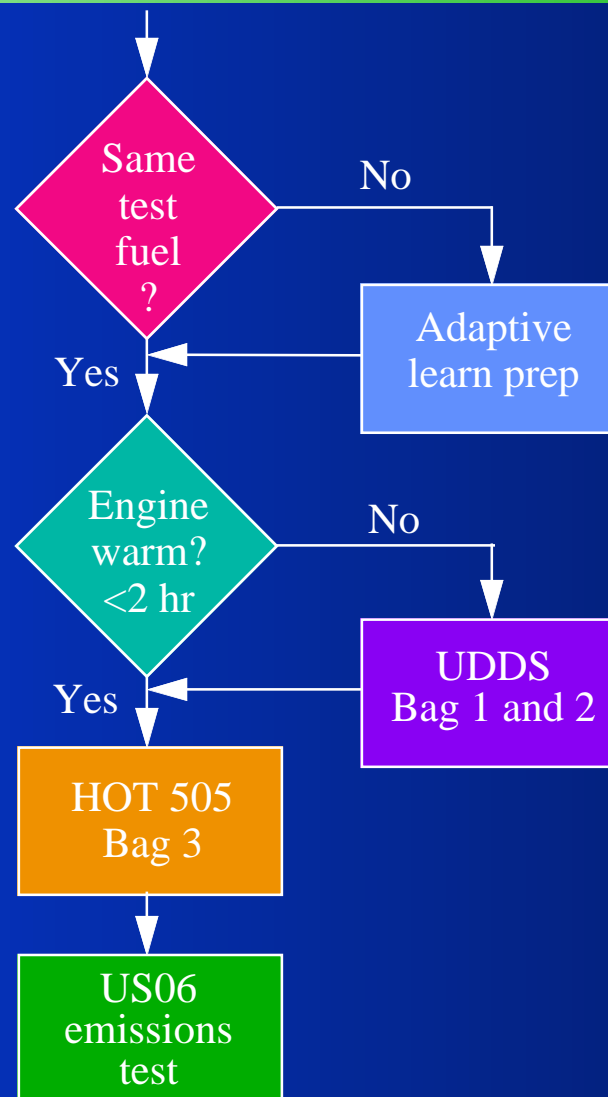 Same
test
fuel
?
No
Adaptive
learn prep
Yes
Engine
warm?
<2 hr
No
UDDS
Bag 1 and 2
Yes
HOT 505
Bag 3
US06
emissions
test